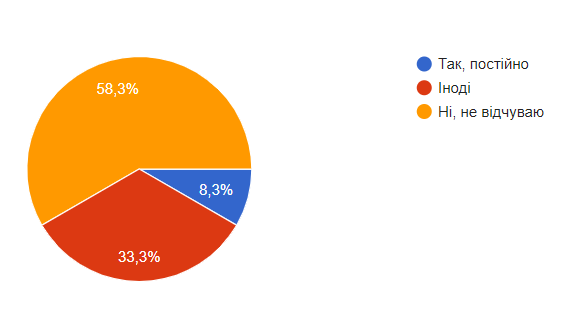 58,3%
8,3%
33,3%
Так, постійно
Іноді
Ні, не відчуваю